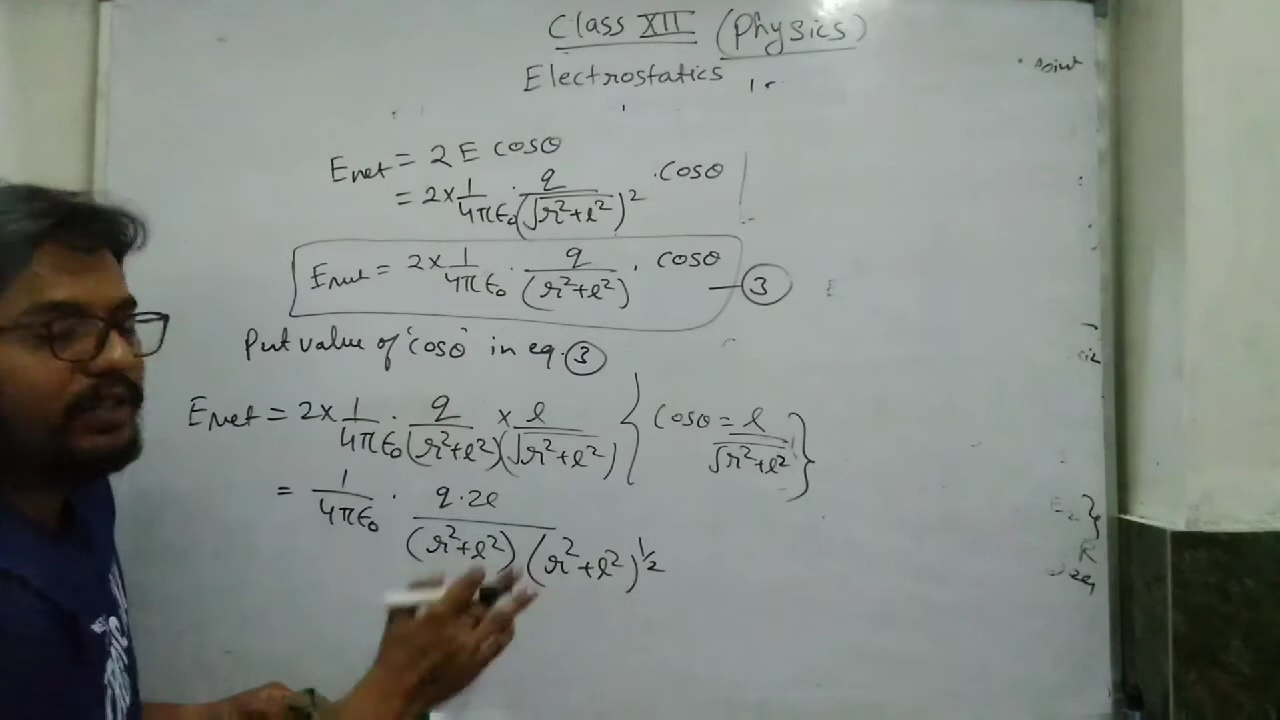 Class XII (Physics)
Electrostatics
Point
Enet = 2 E cosθ
= 2 × 1/4πϵ₀ · q/(√r²+l²)² · cosθ
Enet = 2 × 1/4πϵ₀ · q/(r²+l²) · cosθ — ③
Put value of 'cosθ' in eq. ③
Enet = 2 × 1/4πϵ₀ · q/(r²+l²) × l/(√r²+l²) { cosθ = l/√r²+l² }
= 1/4πϵ₀ · q·2l/(r²+l²) (r²+l²)^1/2